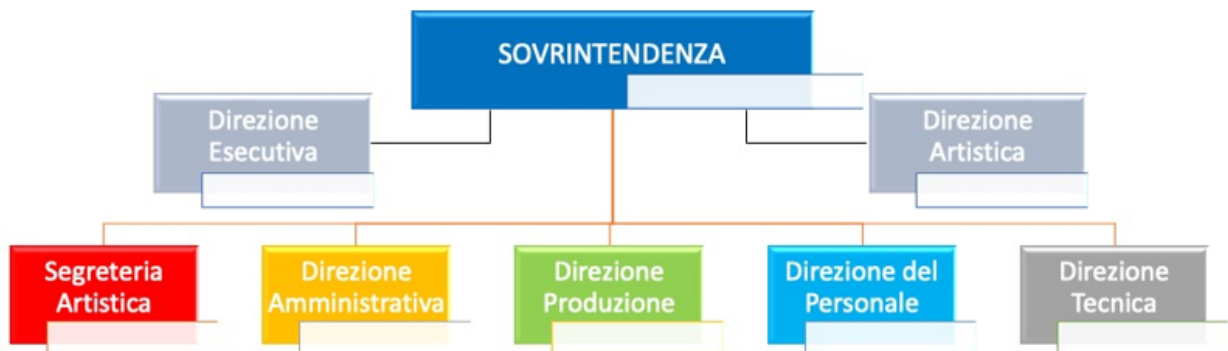 SOVRINTENDENZA
Direzione
Esecutiva
Direzione
Artistica
Segreteria
Artistica
Direzione
Amministrativa
Direzione
Produzione
Direzione del
Personale
Direzione
Tecnica